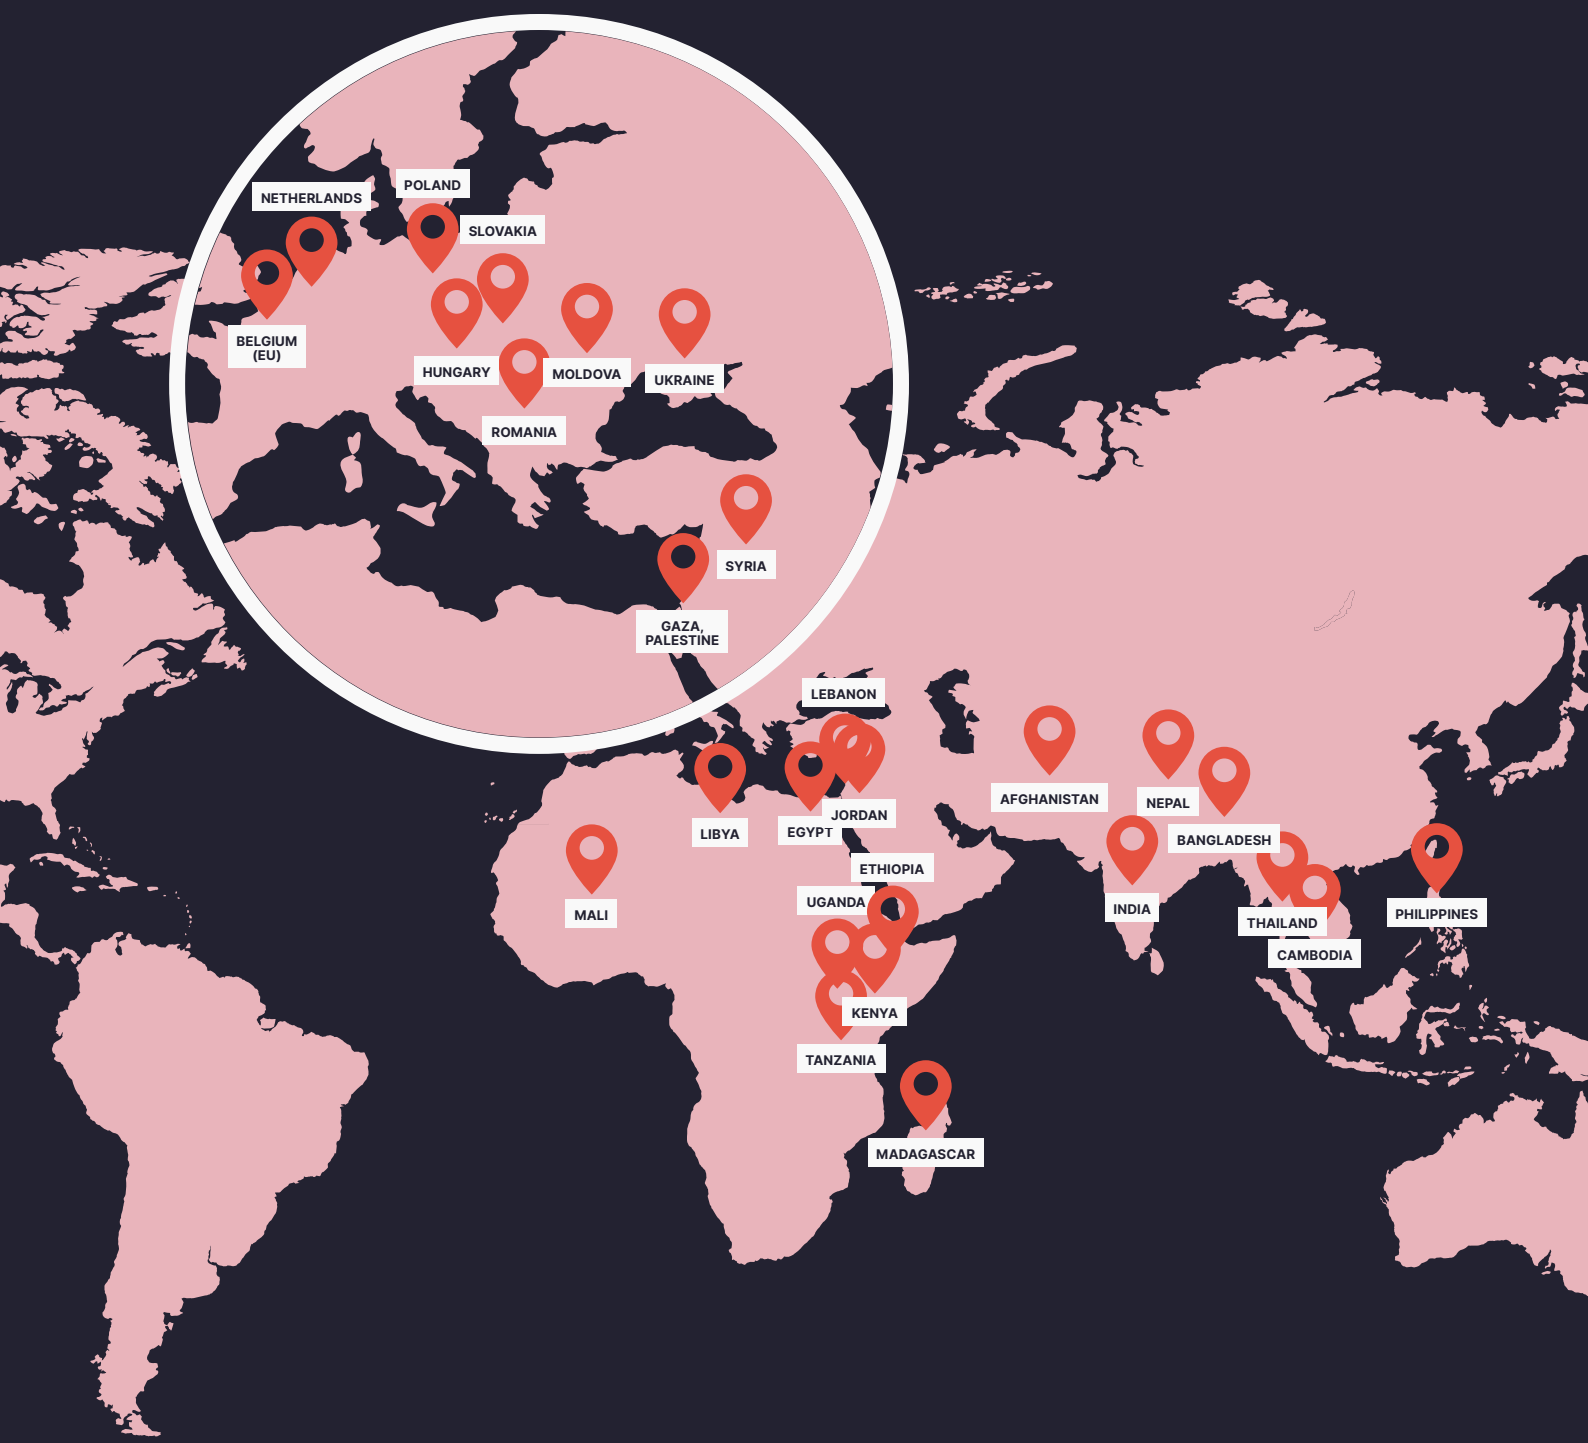 POLAND
NETHERLANDS
SLOVAKIA
BELGIUM
(EU)
HUNGARY
MOLDOVA
UKRAINE
ROMANIA
SYRIA
GAZA,
PALESTINE
LEBANON
AFGHANISTAN
NEPAL
JORDAN
LIBYA
EGYPT
BANGLADESH
ETHIOPIA
UGANDA
MALI
INDIA
PHILIPPINES
THAILAND
CAMBODIA
KENYA
TANZANIA
MADAGASCAR